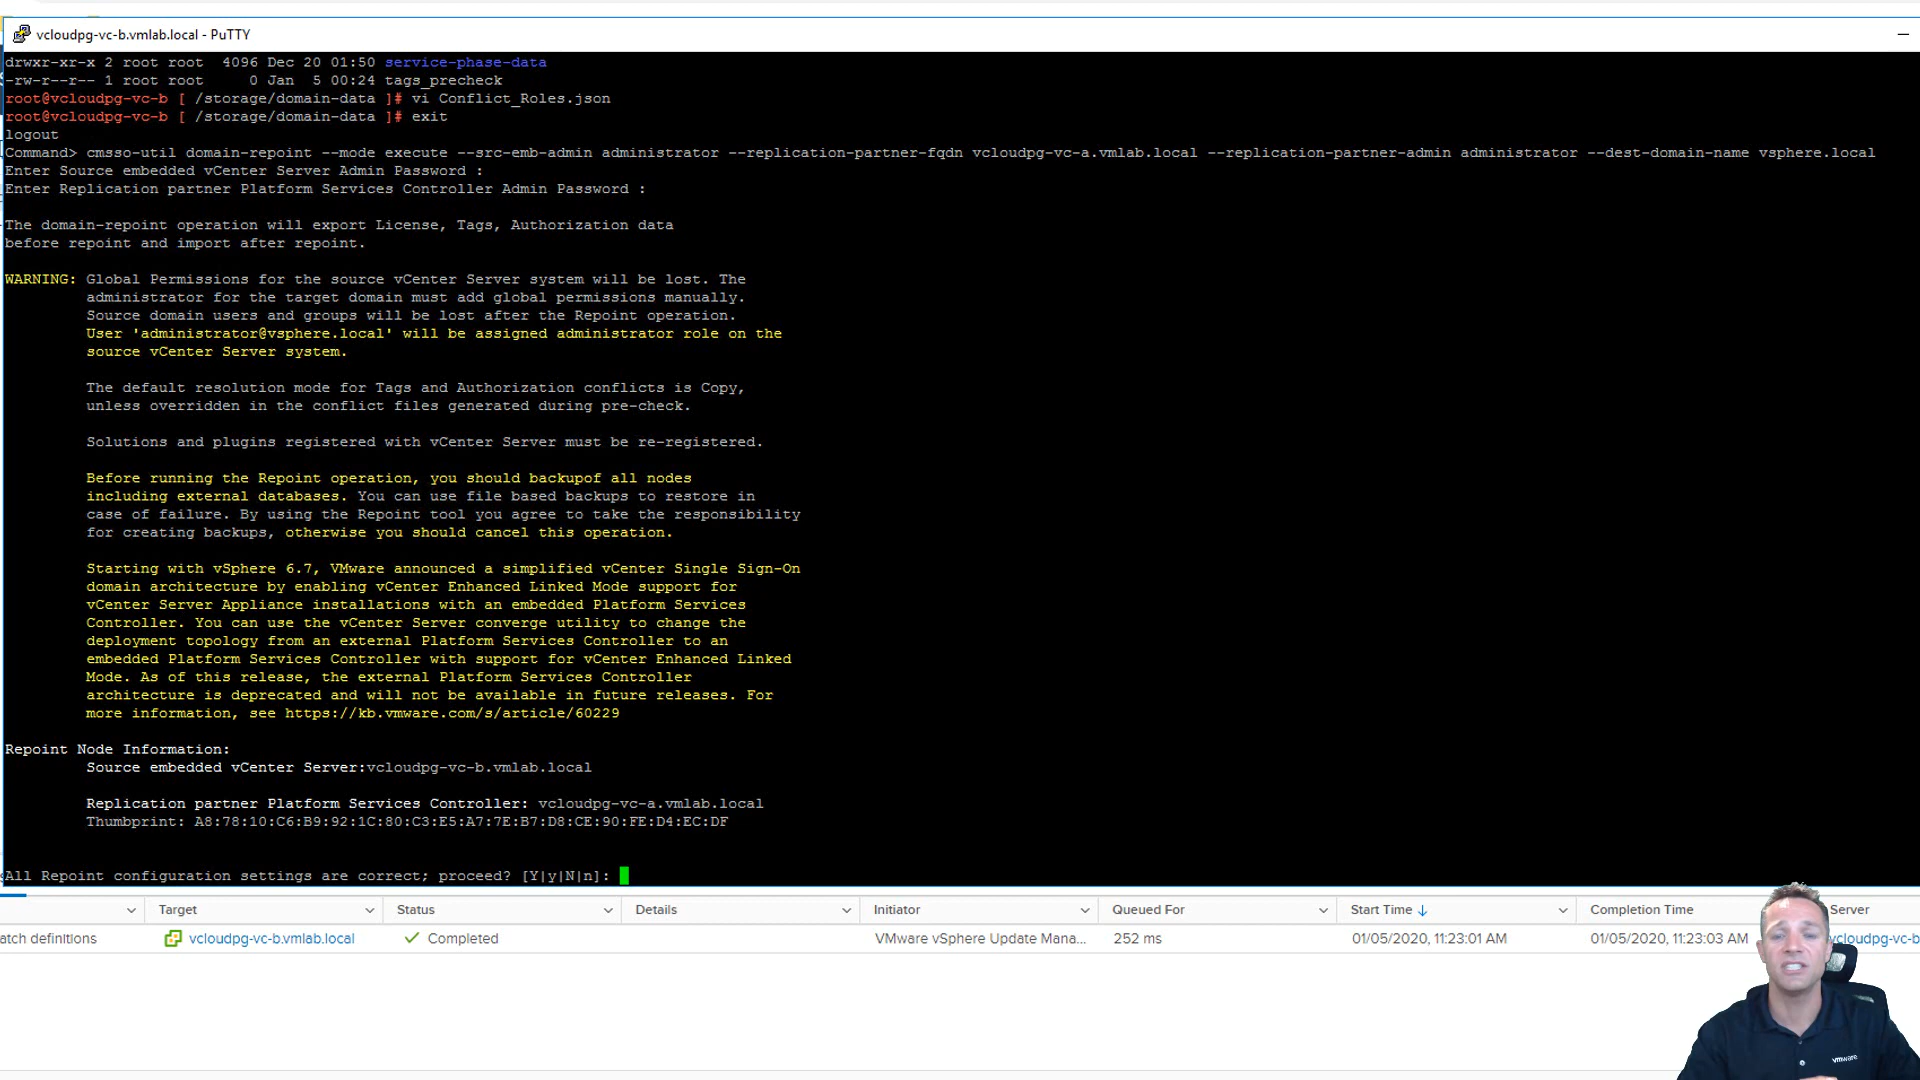 vcloudpg-vc-b.vmlab.local - PuTTY
drwxr-xr-x 2 root root  4096 Dec 20 01:50 service-phase-data
-rw-r--r-- 1 root root     0 Jan  5 00:24 tags_precheck
root@vcloudpg-vc-b [ /storage/domain-data ]# vi Conflict_Roles.json
root@vcloudpg-vc-b [ /storage/domain-data ]# exit
logout
Command> cmsso-util domain-repoint --mode execute --src-emb-admin administrator --replication-partner-fqdn vcloudpg-vc-a.vmlab.local --replication-partner-admin administrator --dest-domain-name vsphere.local
Enter Source embedded vCenter Server Admin Password :
Enter Replication partner Platform Services Controller Admin Password :
The domain-repoint operation will export License, Tags, Authorization data
before repoint and import after repoint.
WARNING: Global Permissions for the source vCenter Server system will be lost. The
administrator for the target domain must add global permissions manually.
Source domain users and groups will be lost after the Repoint operation.
User 'administrator@vsphere.local' will be assigned administrator role on the
source vCenter Server system.
The default resolution mode for Tags and Authorization conflicts is Copy,
unless overridden in the conflict files generated during pre-check.
Solutions and plugins registered with vCenter Server must be re-registered.
Before running the Repoint operation, you should backupof all nodes
including external databases. You can use file based backups to restore in
case of failure. By using the Repoint tool you agree to take the responsibility
for creating backups, otherwise you should cancel this operation.
Starting with vSphere 6.7, VMware announced a simplified vCenter Single Sign-On
domain architecture by enabling vCenter Enhanced Linked Mode support for
vCenter Server Appliance installations with an embedded Platform Services
Controller. You can use the vCenter Server converge utility to change the
deployment topology from an external Platform Services Controller to an
embedded Platform Services Controller with support for vCenter Enhanced Linked
Mode. As of this release, the external Platform Services Controller
architecture is deprecated and will not be available in future releases. For
more information, see https://kb.vmware.com/s/article/60229
Repoint Node Information:
Source embedded vCenter Server:vcloudpg-vc-b.vmlab.local
Replication partner Platform Services Controller: vcloudpg-vc-a.vmlab.local
Thumbprint: A8:78:10:C6:B9:92:1C:80:C3:E5:A7:7E:B7:D8:CE:90:FE:D4:EC:DF
All Repoint configuration settings are correct; proceed? [Y|y|N|n]:
Target Status Details Initiator Queued For Start Time Completion Time Server
atch definitions vcloudpg-vc-b.vmlab.local Completed VMware vSphere Update Mana... 252 ms 01/05/2020, 11:23:01 AM 01/05/2020, 11:23:03 AM vcloudpg-vc-b
vmware